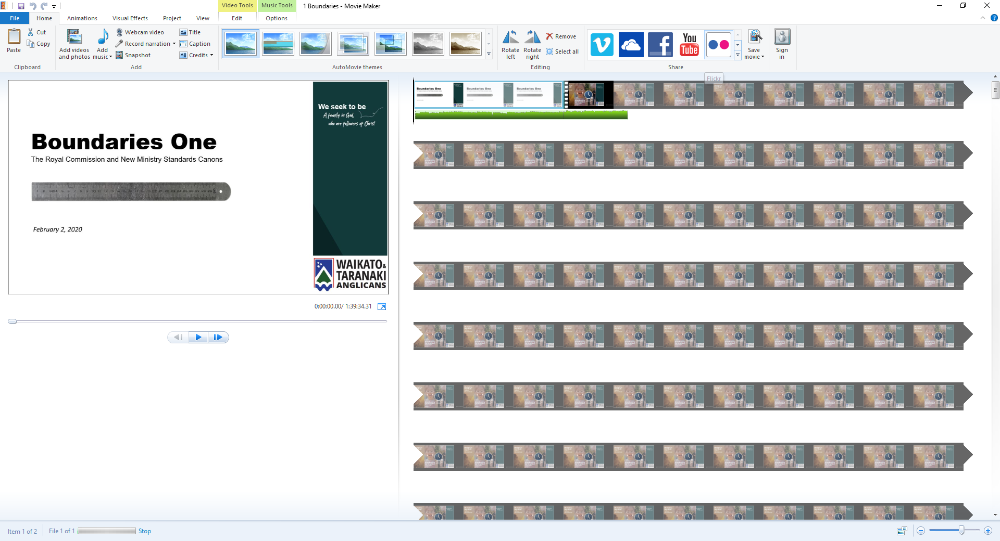 Video Tools
Music Tools
1 Boundaries - Movie Maker
File
Home
Animations
Visual Effects
Project
View
Edit
Options
Paste
Cut
Copy
Clipboard
Add videos
and photos
Add
music
Webcam video
Record narration
Snapshot
Title
Caption
Credits
Add
AutoMovie themes
Rotate
left
Rotate
right
Remove
Select all
Editing
You
Tube
Share
Save
movie
Sign
in
Flickr
We seek to be
A family in God,
who are followers of Christ
Boundaries One
The Royal Commission and New Ministry Standards Canons
February 2, 2020
WAIKATO &
TARANAKI
ANGLICANS
0:00:00.00/ 1:39:34.31
Boundaries One
Boundaries One
Boundaries One
Item 1 of 2
File 1 of 1
Stop